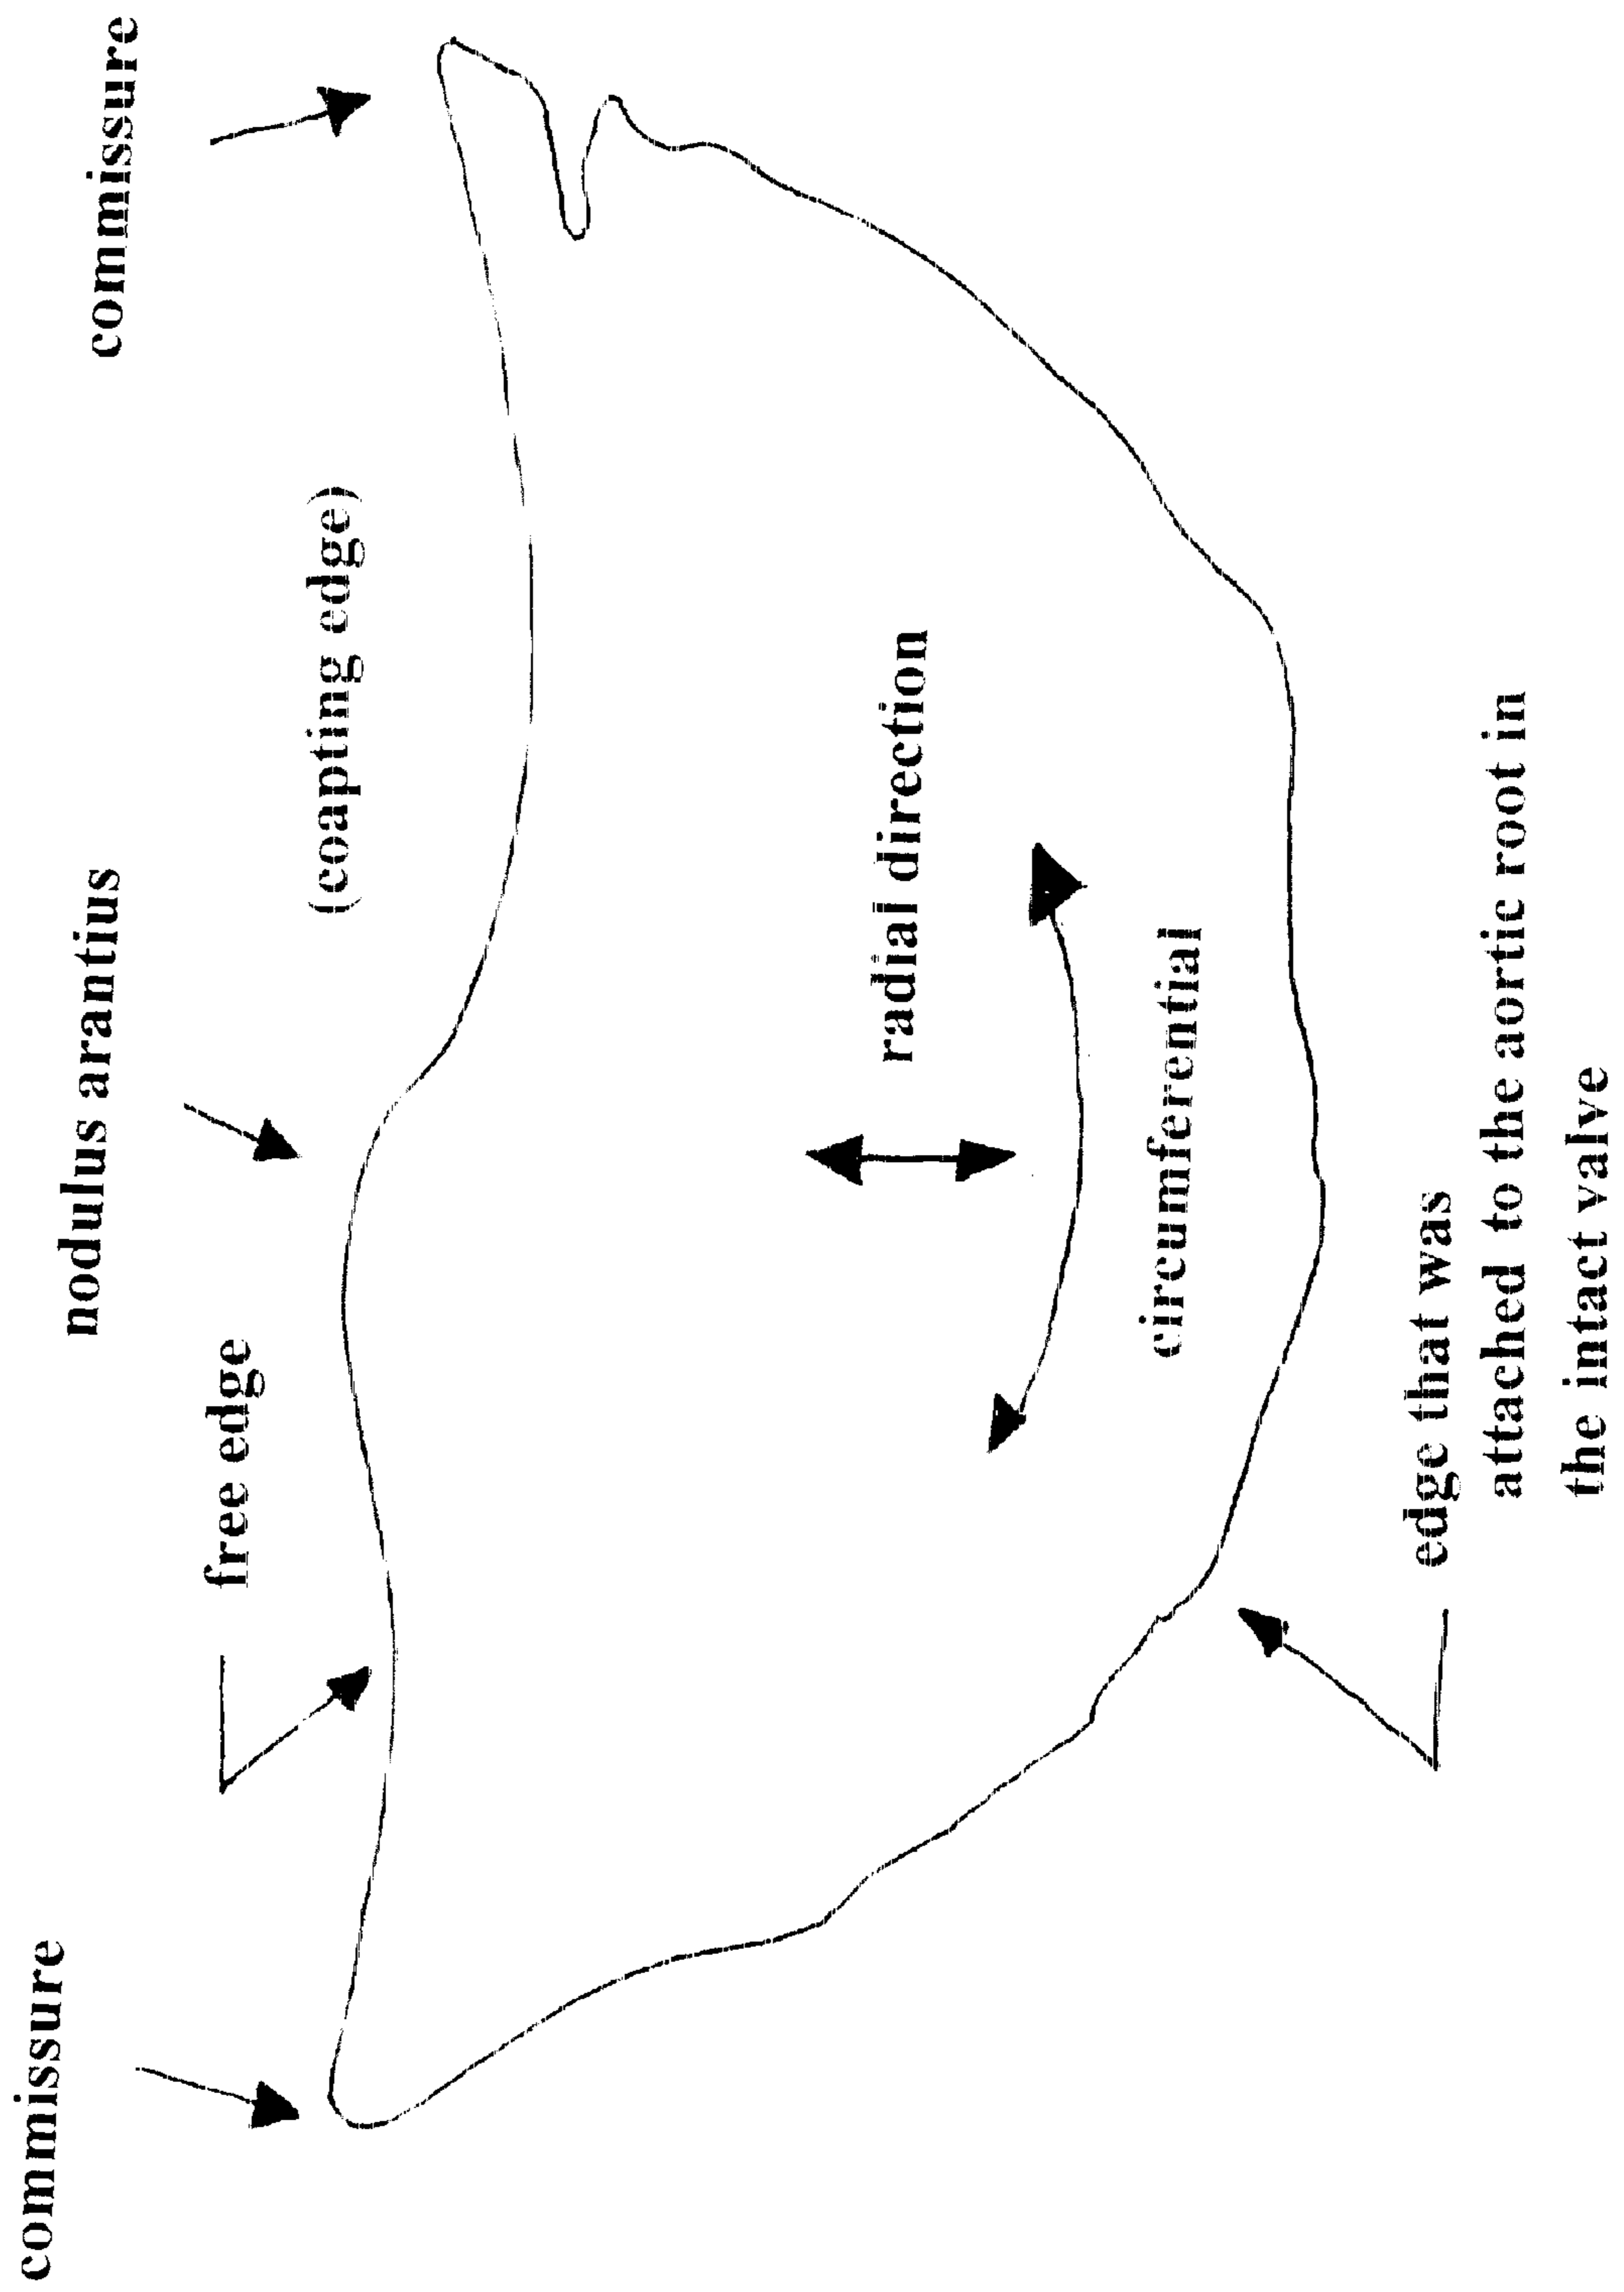 commissure
nodulus arantius
commissure
free edge
(coapting edge)
radial direction
circumferential
edge that was
attached to the aortic root in
the intact valve